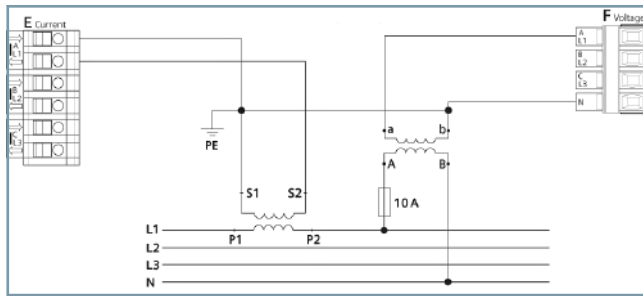 E Current
F Voltage
A
L1
B
L2
C
L3
A
L1
B
L2
C
L3
N
PE
a b
A B
S1 S2
10 A
L1
P1 P2
L2
L3
N